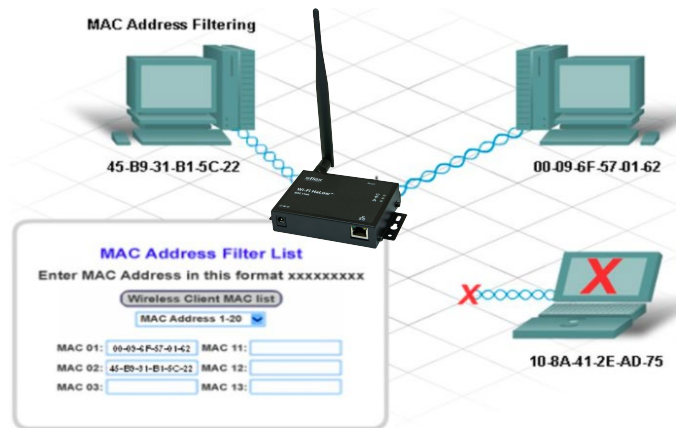 MAC Address Filtering
45-B9-31-B1-5C-22
00-09-6F-57-01-62
MAC Address Filter List
Enter MAC Address in this format xxxxxxxxx
Wireless Client MAC list
MAC Address 1-20
MAC 01: 00-09-6F-57-01-62 MAC 11:
MAC 02: 45-B9-31-B1-5C-22 MAC 12:
MAC 03: MAC 13:
X
X
10-8A-41-2E-AD-75